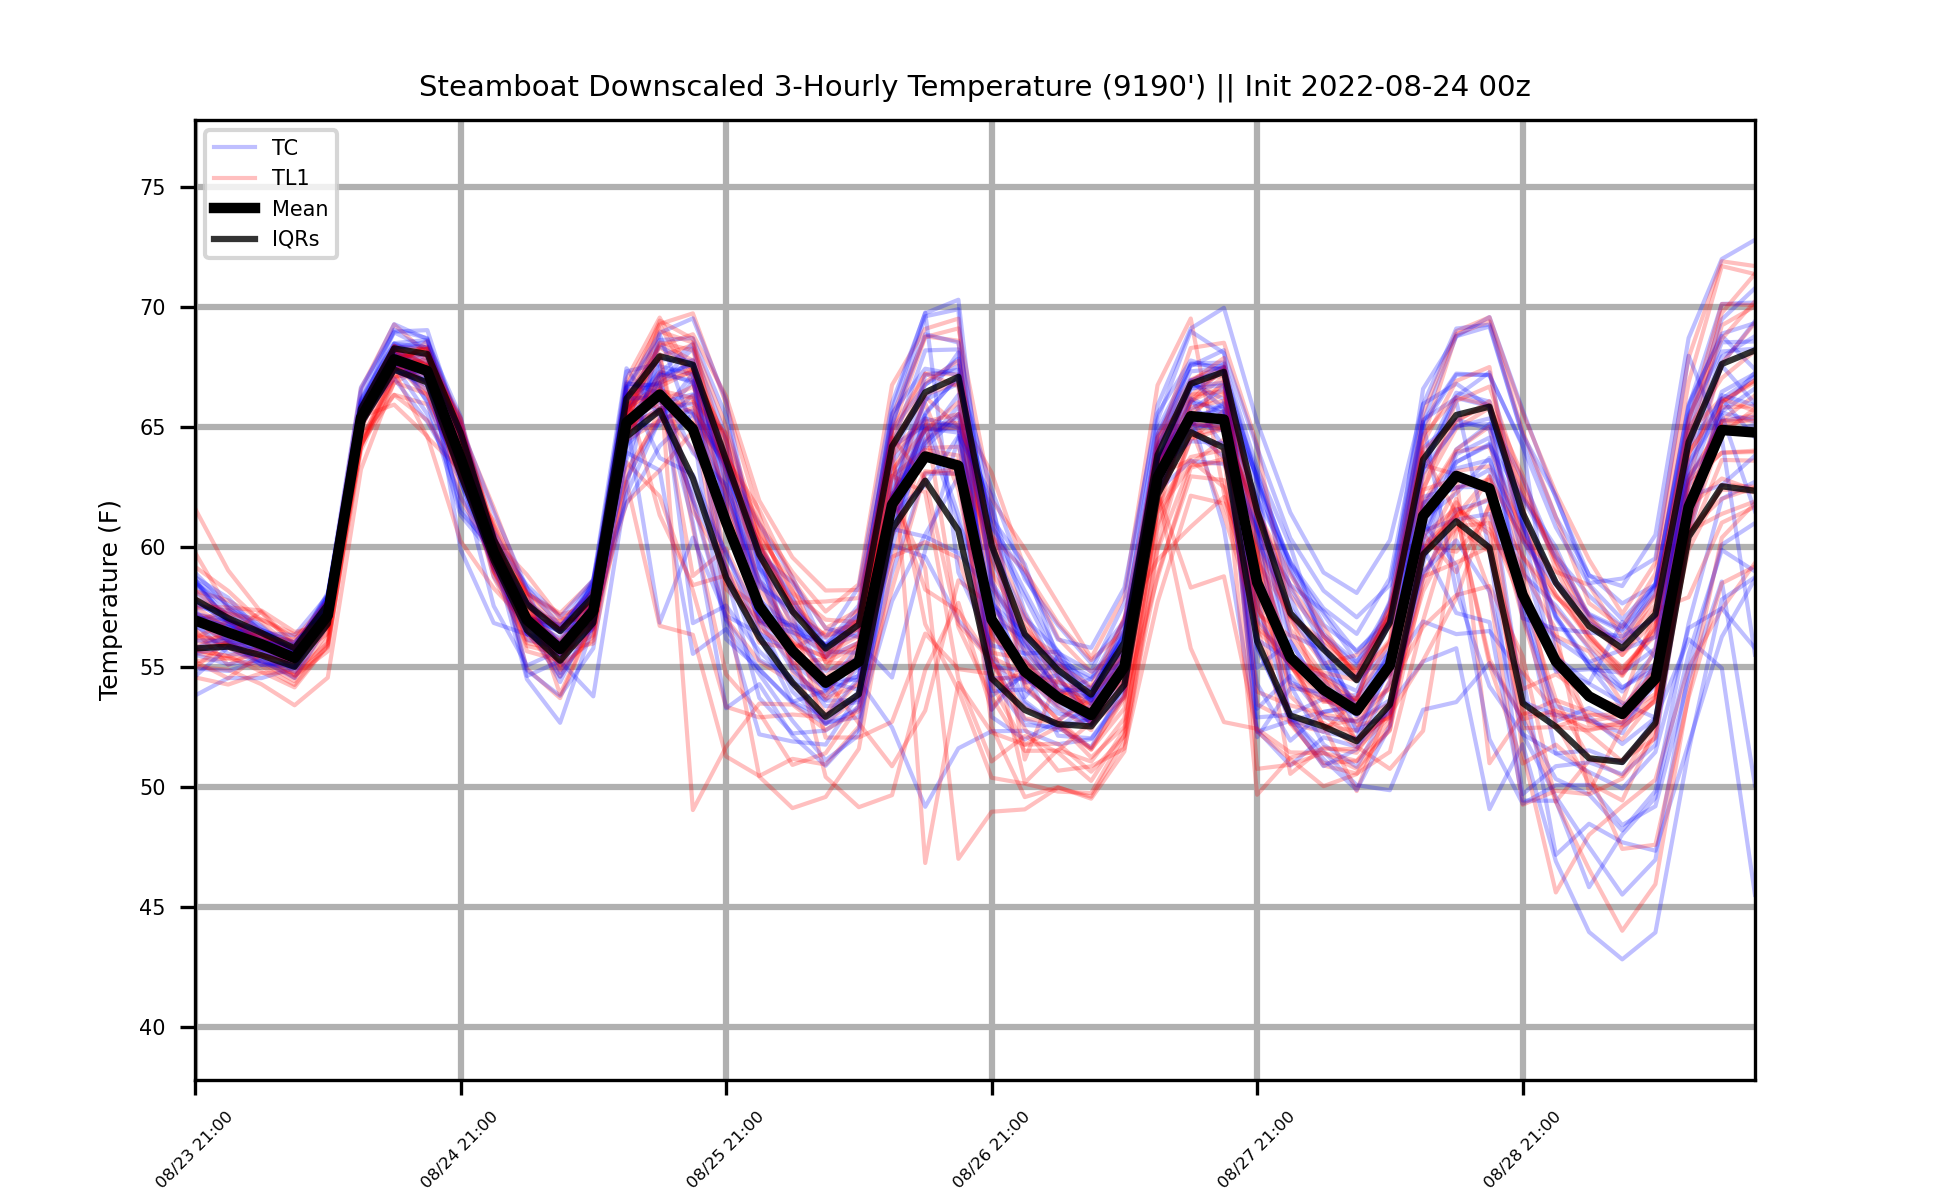 Steamboat Downscaled 3-Hourly Temperature (9190') || Init 2022-08-24 00z
TC
TL1
Mean
IQRs
Temperature (F)
75
70
65
60
55
50
45
40
08/23 21:00
08/24 21:00
08/25 21:00
08/26 21:00
08/27 21:00
08/28 21:00